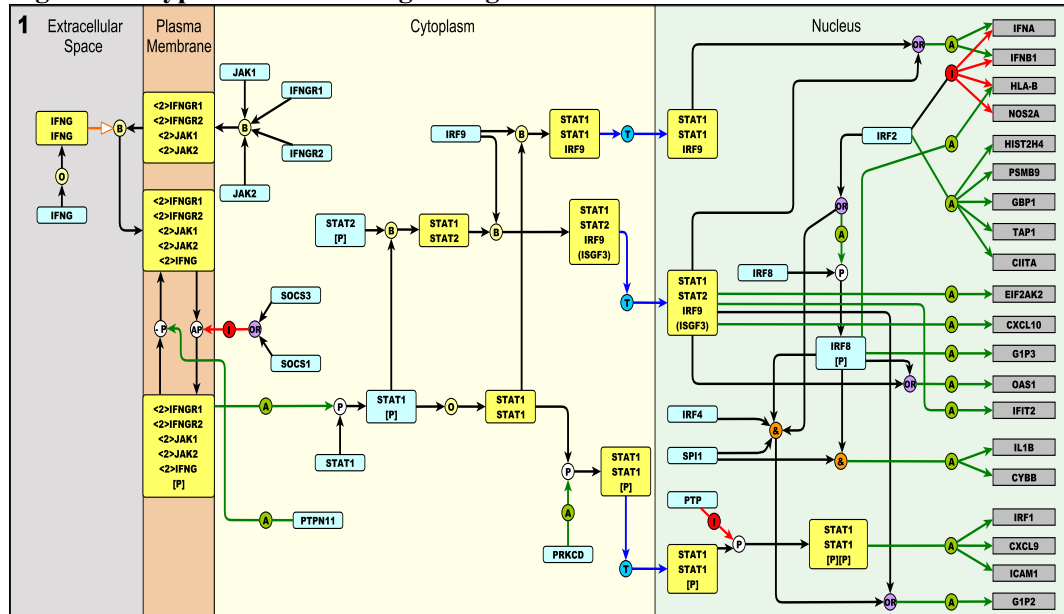 1
Extracellular
Space
Plasma
Membrane
Cytoplasm
Nucleus
IFNG
IFNG
O
IFNG
B
<2>IFNGR1
<2>IFNGR2
<2>JAK1
<2>JAK2
<2>IFNGR1
<2>IFNGR2
<2>JAK1
<2>JAK2
<2>IFNG
-P
AP
<2>IFNGR1
<2>IFNGR2
<2>JAK1
<2>JAK2
<2>IFNG
[P]
JAK1
IFNGR1
B
IFNGR2
JAK2
SOCS3
I
OR
SOCS1
A
P
STAT1
STAT1
[P]
A
PTPN11
STAT2
[P]
B
STAT1
STAT2
B
IRF9
B
STAT1
STAT1
IRF9
T
STAT1
STAT1
IRF9
STAT1
STAT2
IRF9
(ISGF3)
T
STAT1
STAT2
IRF9
(ISGF3)
O
STAT1
STAT1
P
A
PRKCD
STAT1
STAT1
[P]
T
STAT1
STAT1
[P]
PTP
I
P
STAT1
STAT1
[P][P]
OR
A
I
IRF2
A
A
OR
A
IRF8
P
IRF8
[P]
OR
IRF4
&
SPI1
&
OR
A
A
A
A
A
A
A
A
IFNA
IFNB1
HLA-B
NOS2A
HIST2H4
PSMB9
GBP1
TAP1
CIITA
EIF2AK2
CXCL10
G1P3
OAS1
IFIT2
IL1B
CYBB
IRF1
CXCL9
ICAM1
G1P2